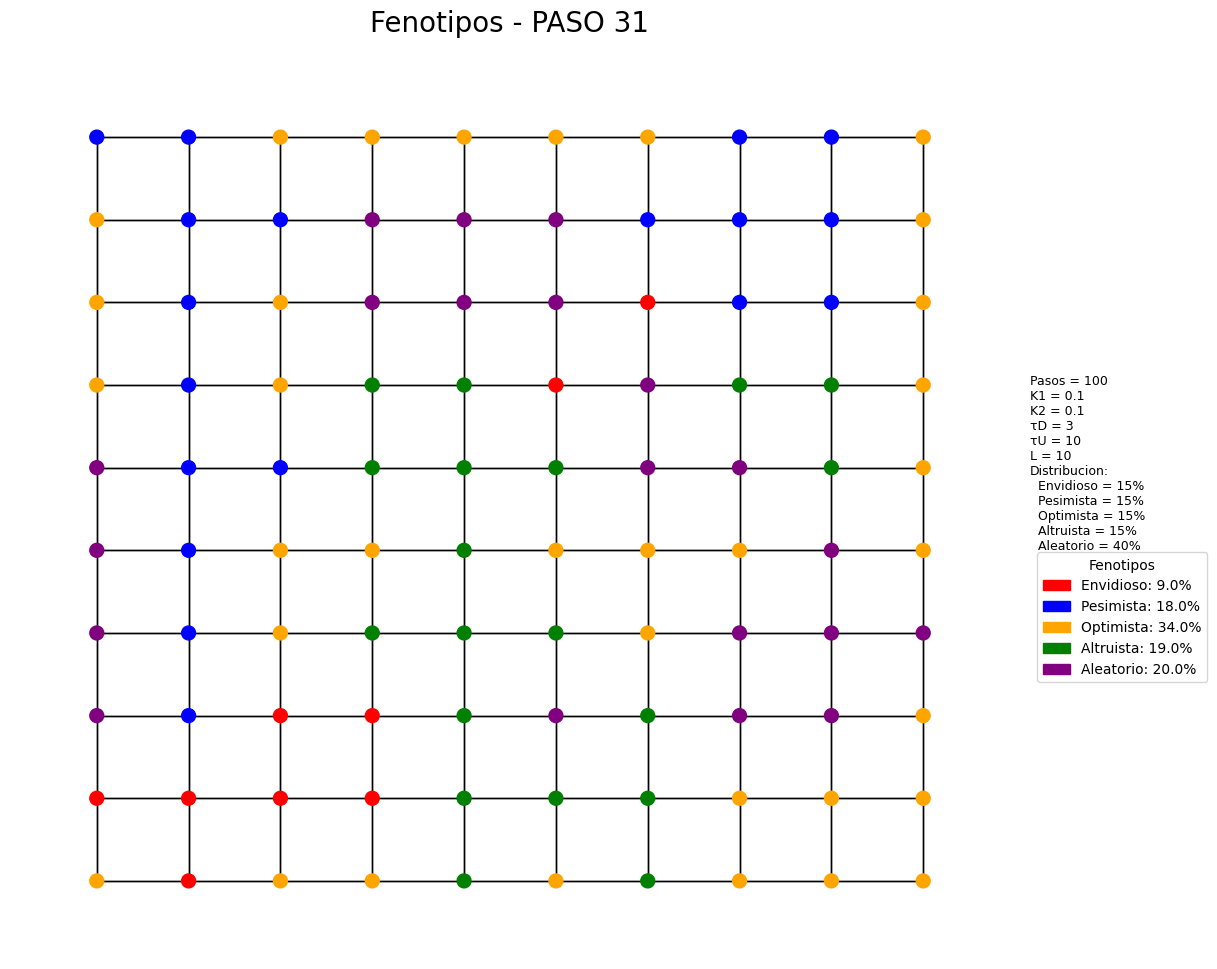 Fenotipos - PASO 31
Pasos = 100
K1 = 0.1
K2 = 0.1
τD = 3
τU = 10
L = 10
Distribucion:
Envidioso = 15%
Pesimista = 15%
Optimista = 15%
Altruista = 15%
Aleatorio = 40%
Fenotipos
Envidioso: 9.0%
Pesimista: 18.0%
Optimista: 34.0%
Altruista: 19.0%
Aleatorio: 20.0%